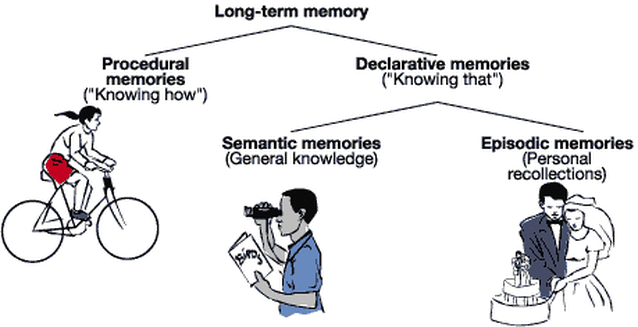 Long-term memory
Procedural
memories
("Knowing how")
Declarative memories
("Knowing that")
Semantic memories
(General knowledge)
Episodic memories
(Personal
recollections)
BIRDS